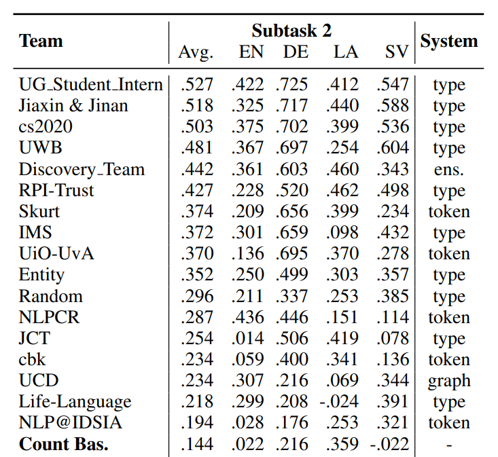 Team Subtask 2 System
Avg. EN DE LA SV
UG_Student_Intern .527 .422 .725 .412 .547 type
Jiaxin & Jinan .518 .325 .717 .440 .588 type
cs2020 .503 .375 .702 .399 .536 type
UWB .481 .367 .697 .254 .604 type
Discovery_Team .442 .361 .603 .460 .343 ens.
RPI-Trust .427 .228 .520 .462 .498 type
Skurt .374 .209 .656 .399 .234 token
IMS .372 .301 .659 .098 .432 type
UiO-UvA .370 .136 .695 .370 .278 token
Entity .352 .250 .499 .303 .357 type
Random .296 .211 .337 .253 .385 type
NLPCR .287 .436 .446 .151 .114 token
JCT .254 .014 .506 .419 .078 type
cbk .234 .059 .400 .341 .136 token
UCD .234 .307 .216 .069 .344 graph
Life-Language .218 .299 .208 -.024 .391 type
NLP@IDSIA .194 .028 .176 .253 .321 token
Count Bas. .144 .022 .216 .359 -.022 -